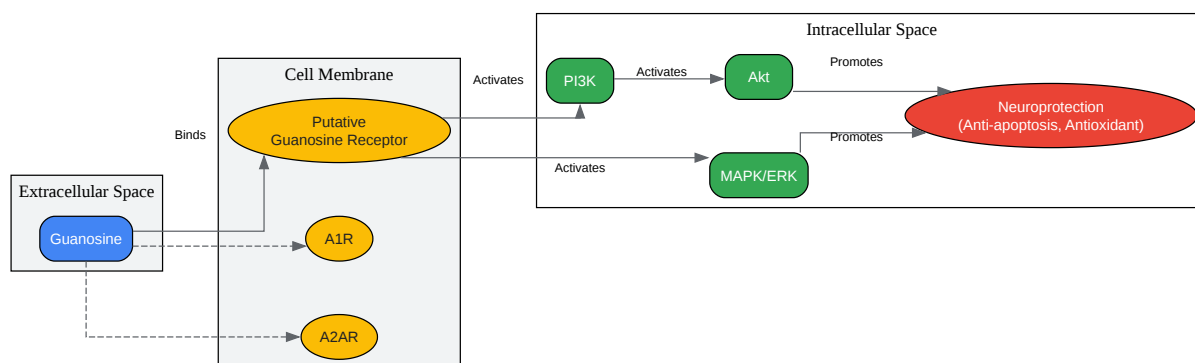 Intracellular Space
Cell Membrane
Activates
PI3K
Activates
Akt
Promotes
Neuroprotection
(Anti-apoptosis, Antioxidant)
Putative
Guanosine Receptor
Binds
Activates
MAPK/ERK
Promotes
Extracellular Space
Guanosine
A1R
A2AR